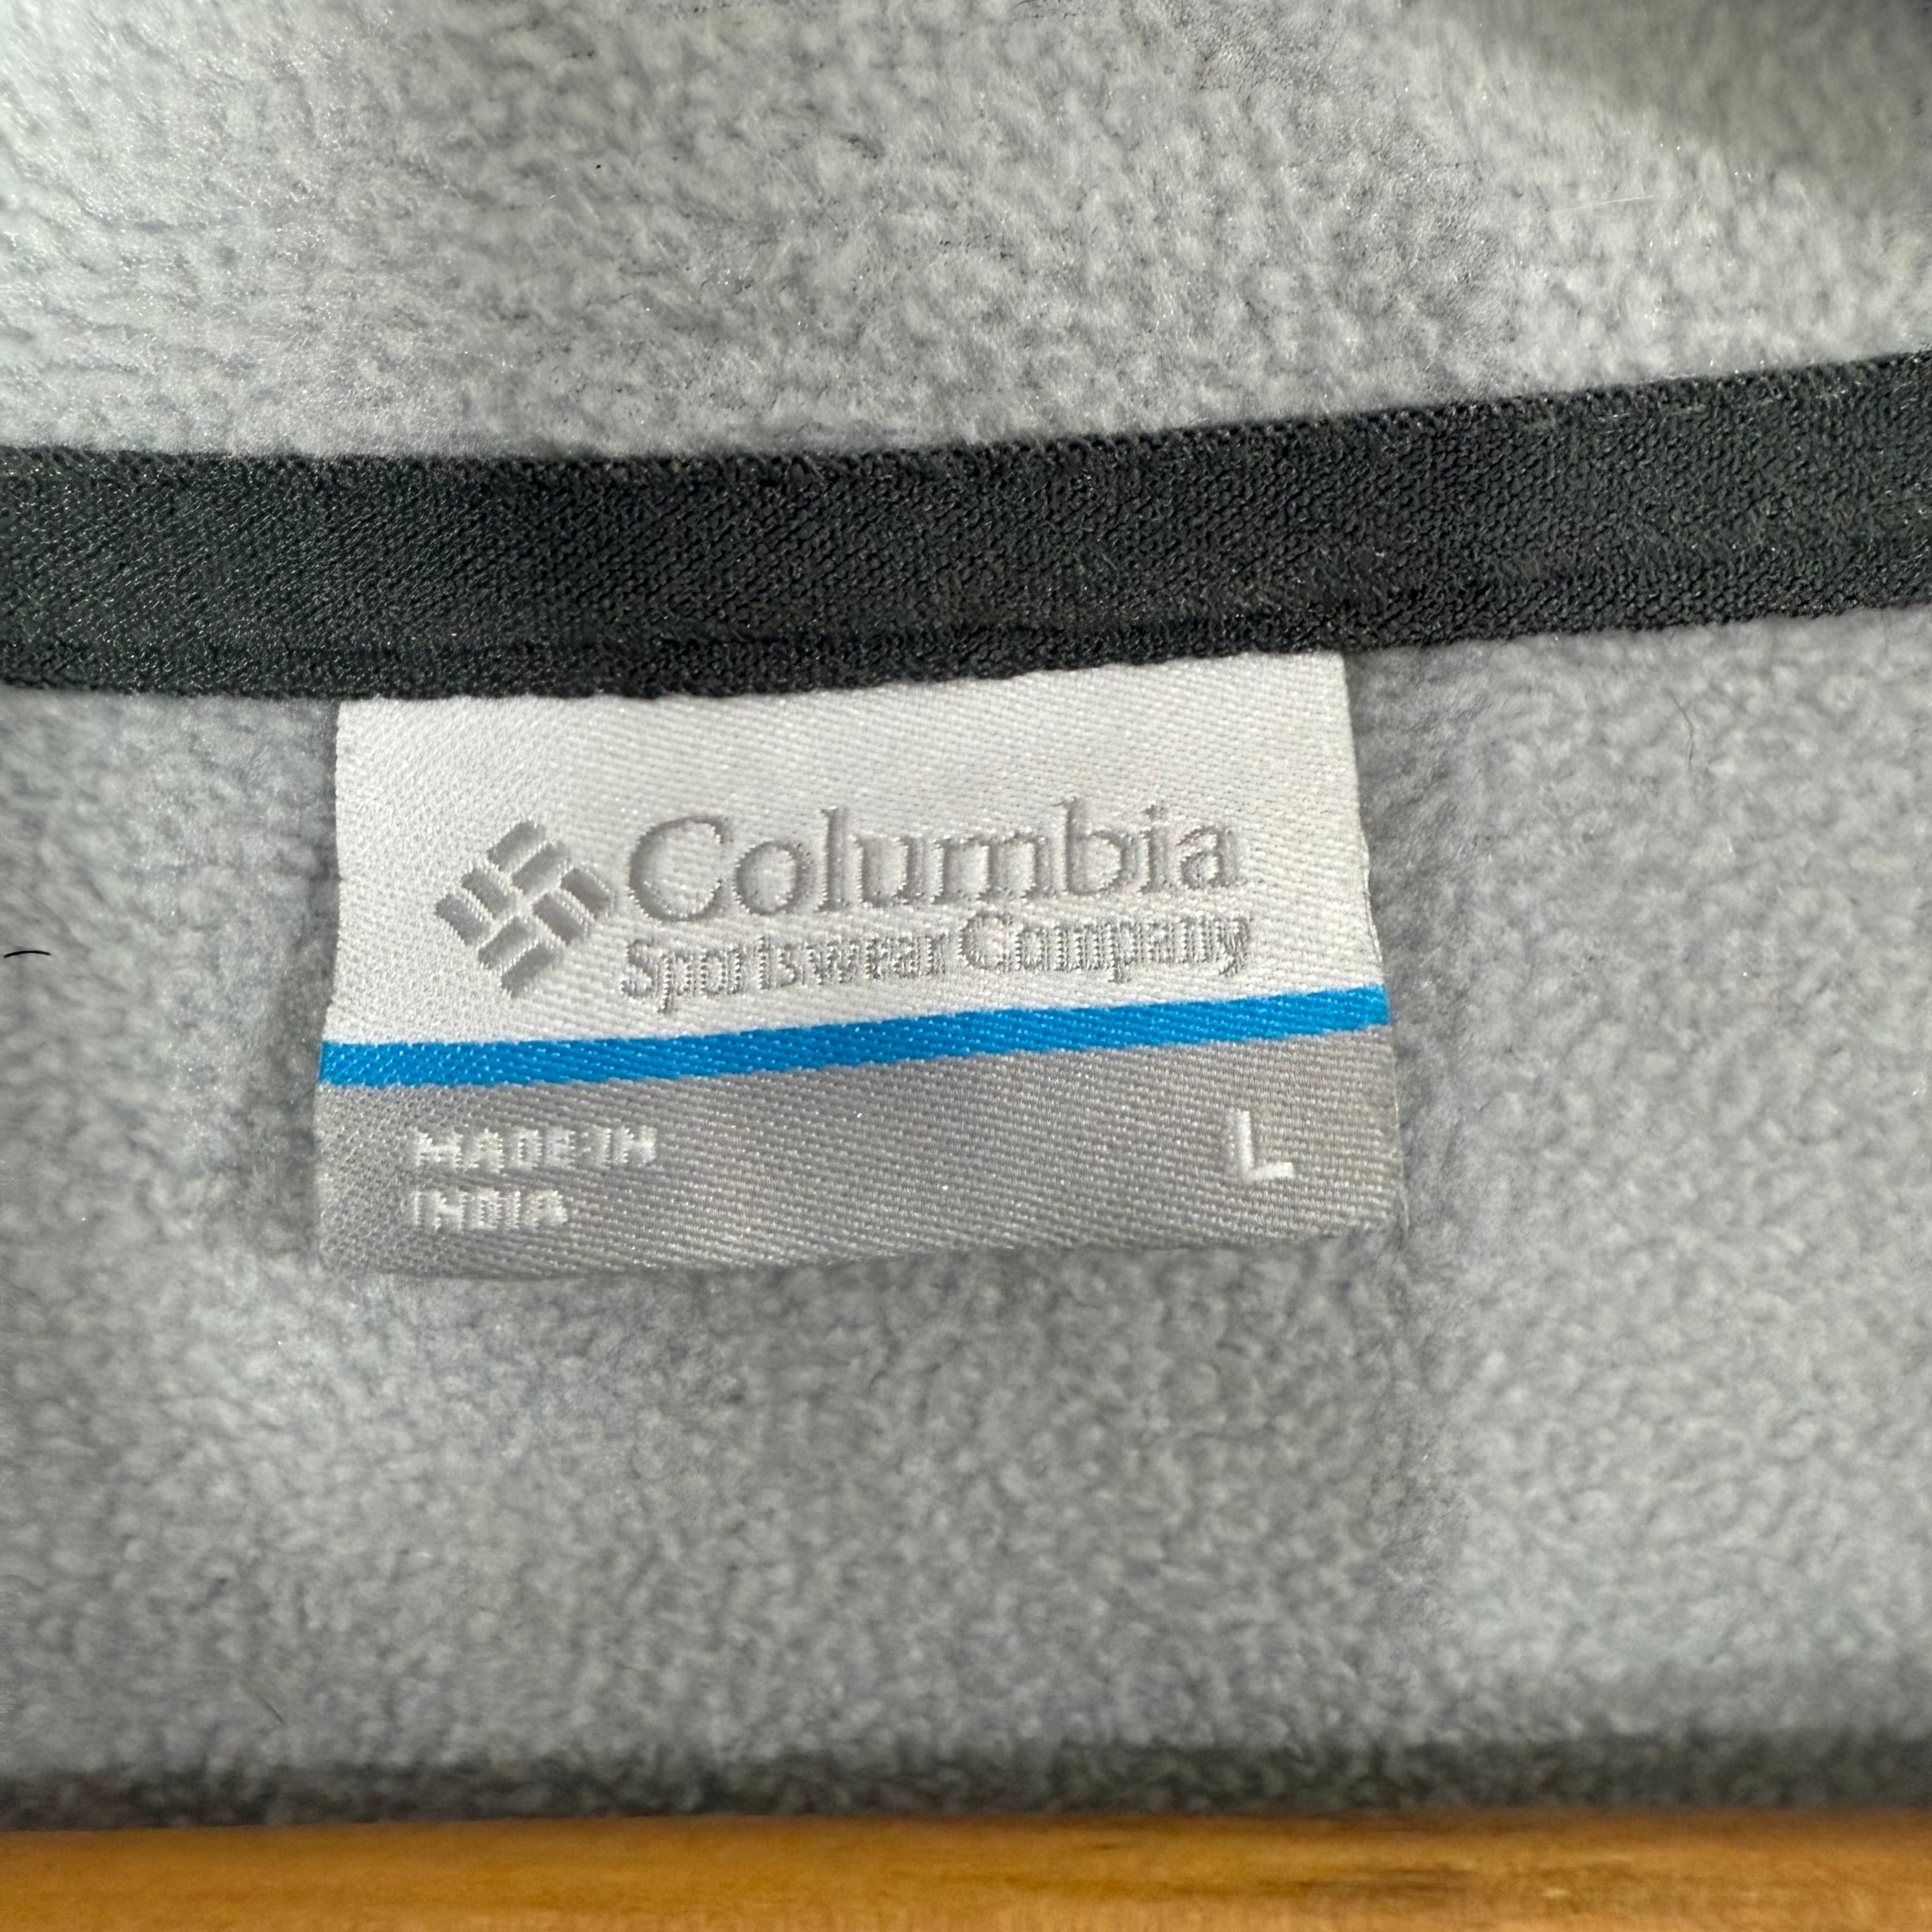 Columbia
Sportswear Company
MADE IN
INDIA
L